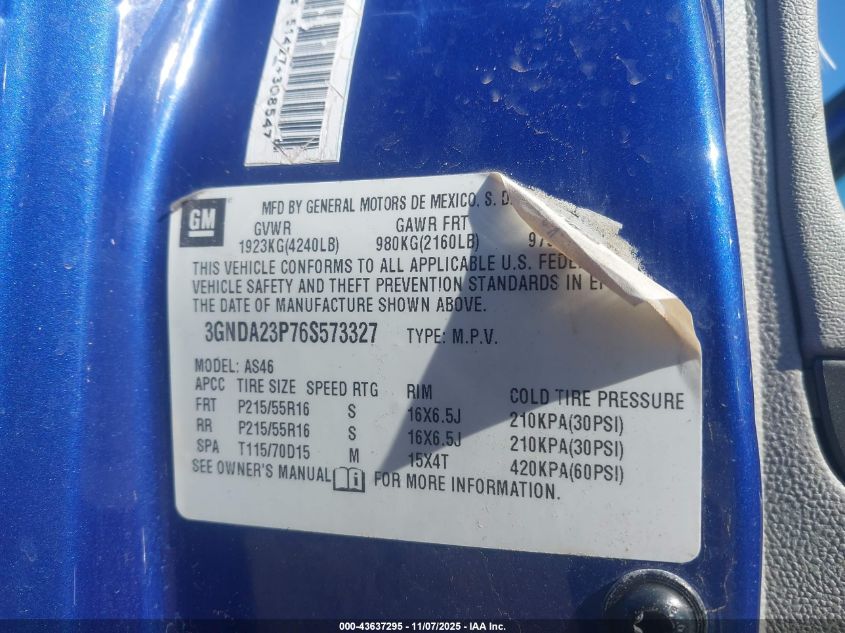 51477-308547
GM
MFD BY GENERAL MOTORS DE MEXICO, S. D
GVWR GAWR FRT
1923KG(4240LB) 980KG(2160LB)
THIS VEHICLE CONFORMS TO ALL APPLICABLE U.S.
VEHICLE SAFETY AND THEFT PREVENTION STANDARDS IN
THE DATE OF MANUFACTURE SHOWN ABOVE.
3GNDA23P76S573327 TYPE: M.P.V.
MODEL: AS46
APCC TIRE SIZE SPEED RTG RIM COLD TIRE PRESSURE
FRT P215/55R16 S 16X6.5J 210KPA(30PSI)
RR P215/55R16 S 16X6.5J 210KPA(30PSI)
SPA T115/70D15 M 15X4T 420KPA(60PSI)
SEE OWNER'S MANUAL FOR MORE INFORMATION.
000-43637295 - 11/07/2025 - IAA Inc.